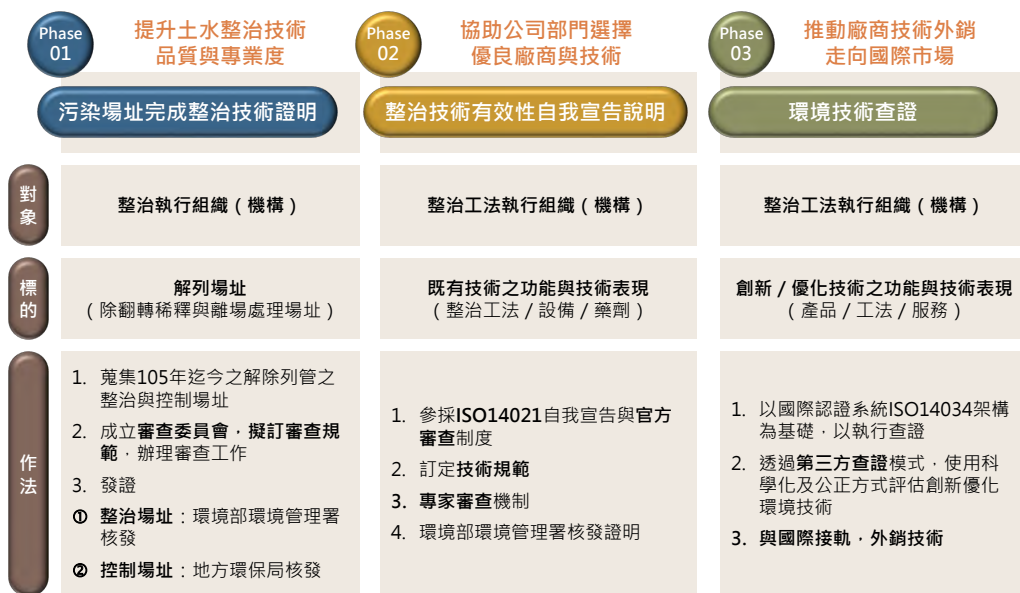 Phase
01
提升土水整治技術
品質與專業度
Phase
02
協助公司部門選擇
優良廠商與技術
Phase
03
推動廠商技術外銷
走向國際市場
污染場址完成整治技術證明
整治技術有效性自我宣告說明
環境技術查證
對象
整治執行組織（機構）
整治工法執行組織（機構）
整治工法執行組織（機構）
標的
解列場址
（除翻轉稀釋與離場處理場址）
既有技術之功能與技術表現
（整治工法／設備／藥劑）
創新／優化技術之功能與技術表現
（產品／工法／服務）
作法
1. 蒐集105年迄今之解除列管之
整治與控制場址
2. 成立審查委員會，擬訂審查規
範，辦理審查工作
3. 發證
① 整治場址：環境部環境管理署
核發
② 控制場址：地方環保局核發
1. 參採ISO14021自我宣告與官方
審查制度
2. 訂定技術規範
3. 專家審查機制
4. 環境部環境管理署核發證明
1. 以國際認證系統ISO14034架構
為基礎，以執行查證
2. 透過第三方查證模式，使用科
學化及公正方式評估創新優化
環境技術
3. 與國際接軌，外銷技術